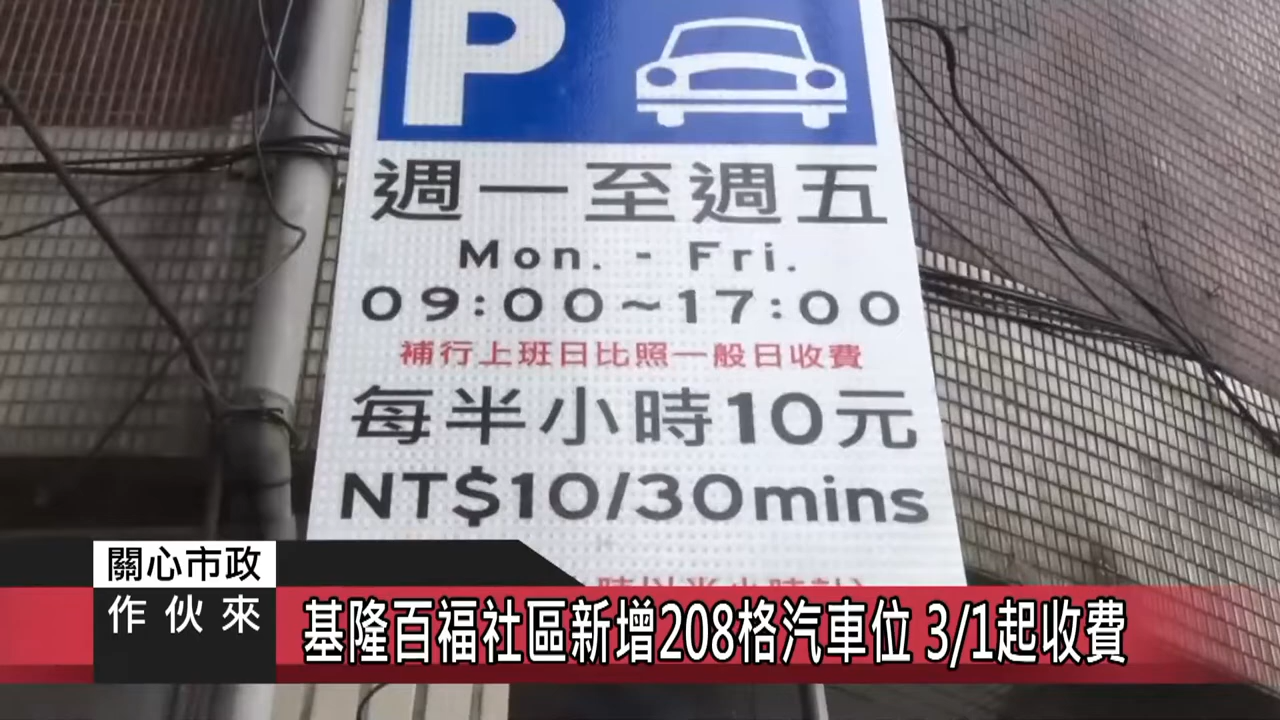 P
週一至週五
Mon. - Fri.
09:00~17:00
補行上班日比照一般日收費
每半小時10元
NT$10/30mins
關心市政
作伙來
基隆百福社區新增208格汽車位 3/1起收費